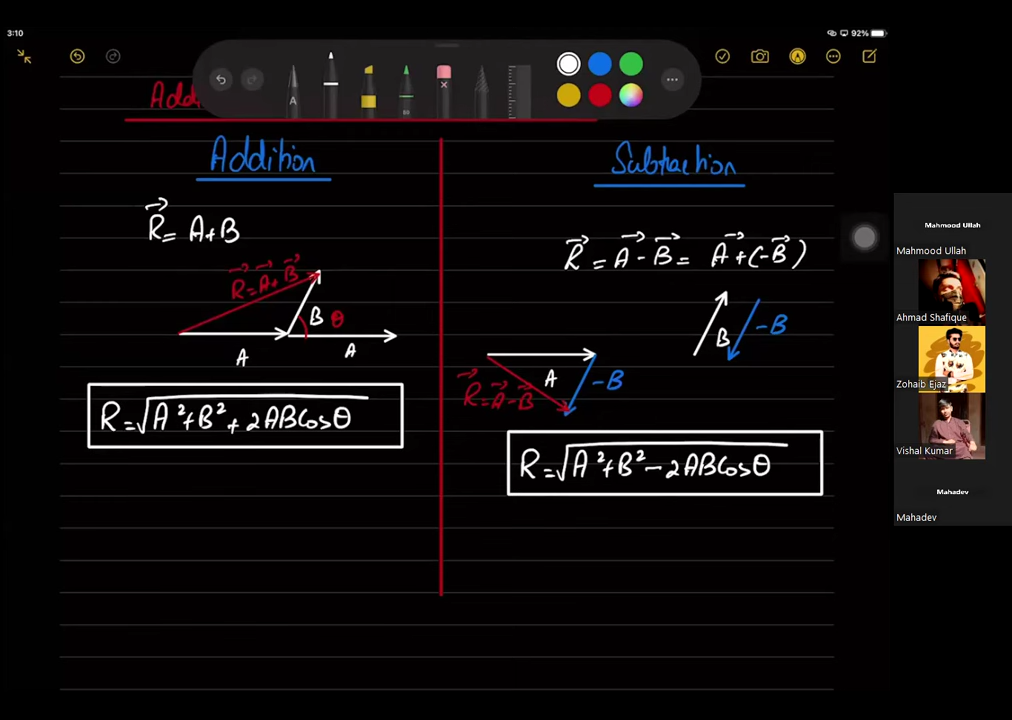 3:10
92%
A
Addi
Addition
R⃗ = A+B
R⃗ = A⃗ + B⃗
B θ
A
A
R = √A²+B²+2ABCosθ
Subtraction
R⃗ = A⃗ - B⃗ = A⃗ + (-B⃗)
B
-B
A
-B
R⃗ = A⃗ - B⃗
R = √A²+B²-2ABCosθ
Mahmood Ullah
Mahmood Ullah
Ahmad Shafique
Zohaib Ejaz
Vishal Kumar
Mahadev
Mahadev